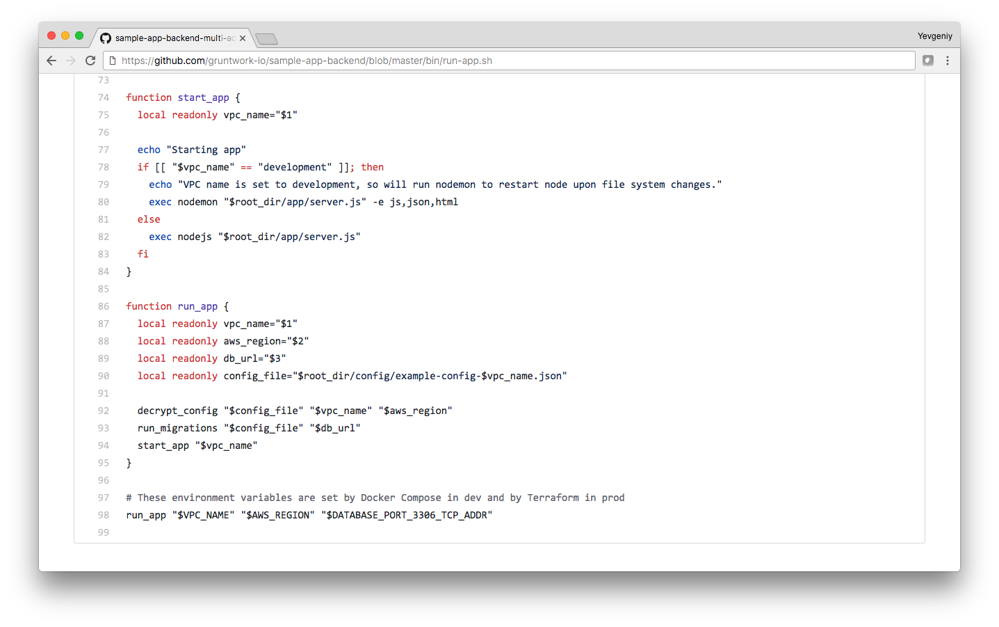 sample-app-backend-multi-ac
Yevgeniy
https://github.com/gruntwork-io/sample-app-backend/blob/master/bin/run-app.sh
73
74 function start_app {
75 local readonly vpc_name="$1"
76
77 echo "Starting app"
78 if [[ "$vpc_name" == "development" ]]; then
79 echo "VPC name is set to development, so will run nodemon to restart node upon file system changes."
80 exec nodemon "$root_dir/app/server.js" -e js,json,html
81 else
82 exec nodejs "$root_dir/app/server.js"
83 fi
84 }
85
86 function run_app {
87 local readonly vpc_name="$1"
88 local readonly aws_region="$2"
89 local readonly db_url="$3"
90 local readonly config_file="$root_dir/config/example-config-$vpc_name.json"
91
92 decrypt_config "$config_file" "$vpc_name" "$aws_region"
93 run_migrations "$config_file" "$db_url"
94 start_app "$vpc_name"
95 }
96
97 # These environment variables are set by Docker Compose in dev and by Terraform in prod
98 run_app "$VPC_NAME" "$AWS_REGION" "$DATABASE_PORT_3306_TCP_ADDR"
99